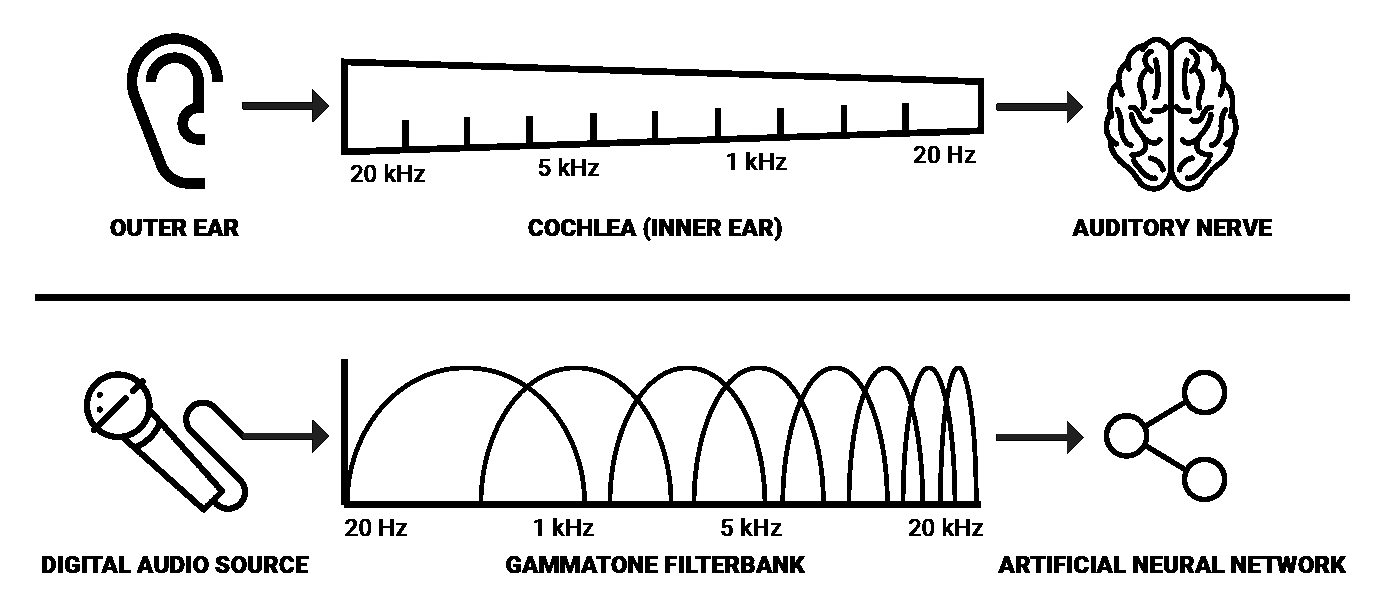 20 kHz
5 kHz
1 kHz
20 Hz
OUTER EAR
COCHLEA (INNER EAR)
AUDITORY NERVE
20 Hz
1 kHz
5 kHz
20 kHz
DIGITAL AUDIO SOURCE
GAMMATONE FILTERBANK
ARTIFICIAL NEURAL NETWORK